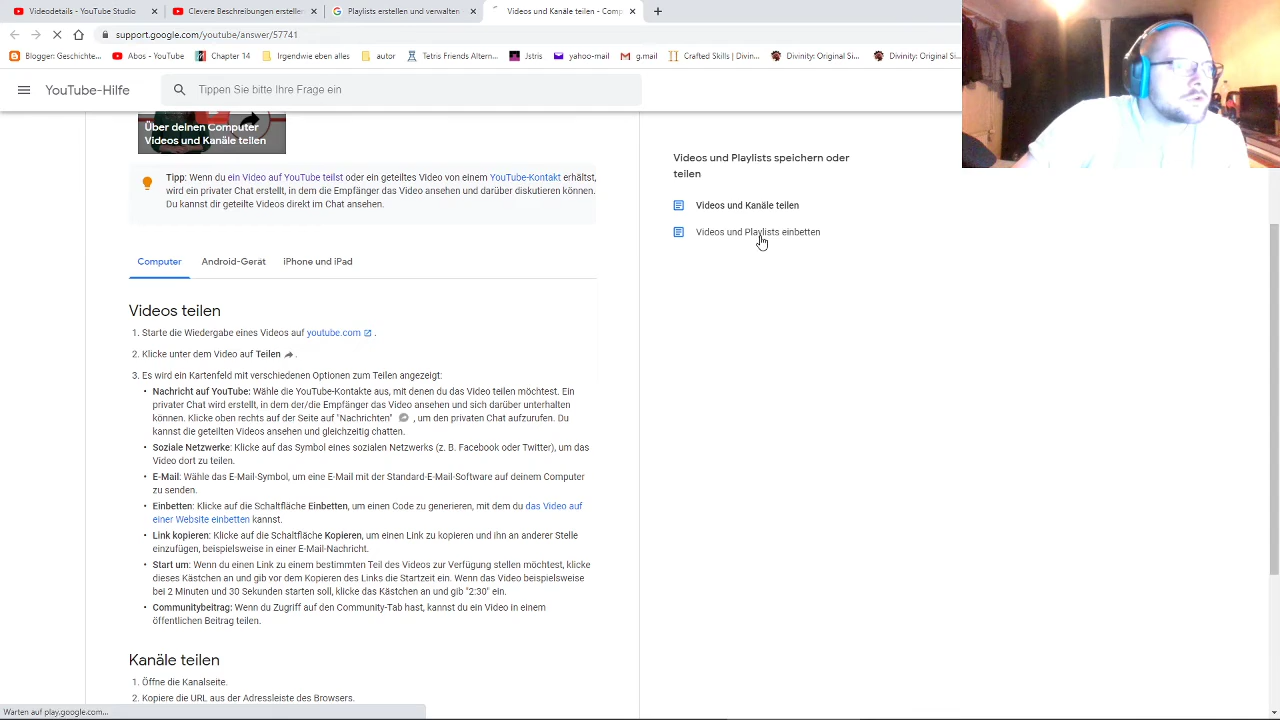 Videodetails - YouTube Studio
Clevere Beschreibungen ersteller
Playlists erstellen und verwalten
Videos und Kanäle teilen - Comp
support.google.com/youtube/answer/57741
Blogger: Geschichte...
Abos - YouTube
Chapter 14
Irgendwie eben alles
autor
Tetris Friends Altern...
Jstris
yahoo-mail
g.mail
Crafted Skills | Divin...
Divinity: Original Si...
Divinity: Original S
YouTube-Hilfe
Tippen Sie bitte Ihre Frage ein
Über deinen Computer
Videos und Kanäle teilen
Tipp: Wenn du ein Video auf YouTube teilst oder ein geteiltes Video von einem YouTube-Kontakt erhältst,
wird ein privater Chat erstellt, in dem die Empfänger das Video ansehen und darüber diskutieren können.
Du kannst dir geteilte Videos direkt im Chat ansehen.
Computer
Android-Gerät
iPhone und iPad
Videos teilen
1. Starte die Wiedergabe eines Videos auf youtube.com .
2. Klicke unter dem Video auf Teilen .
3. Es wird ein Kartenfeld mit verschiedenen Optionen zum Teilen angezeigt:
• Nachricht auf YouTube: Wähle die YouTube-Kontakte aus, mit denen du das Video teilen möchtest. Ein
privater Chat wird erstellt, in dem der/die Empfänger das Video ansehen und sich darüber unterhalten
können. Klicke oben rechts auf der Seite auf "Nachrichten" , um den privaten Chat aufzurufen. Du
kannst die geteilten Videos ansehen und gleichzeitig chatten.
• Soziale Netzwerke: Klicke auf das Symbol eines sozialen Netzwerks (z. B. Facebook oder Twitter), um das
Video dort zu teilen.
• E-Mail: Wähle das E-Mail-Symbol, um eine E-Mail mit der Standard-E-Mail-Software auf deinem Computer
zu senden.
• Einbetten: Klicke auf die Schaltfläche Einbetten, um einen Code zu generieren, mit dem du das Video auf
einer Website einbetten kannst.
• Link kopieren: Klicke auf die Schaltfläche Kopieren, um einen Link zu kopieren und ihn an anderer Stelle
einzufügen, beispielsweise in einer E-Mail-Nachricht.
• Start um: Wenn du einen Link zu einem bestimmten Teil des Videos zur Verfügung stellen möchtest, klicke
dieses Kästchen an und gib vor dem Kopieren des Links die Startzeit ein. Wenn das Video beispielsweise
bei 2 Minuten und 30 Sekunden starten soll, klicke das Kästchen an und gib "2:30" ein.
• Communitybeitrag: Wenn du Zugriff auf den Community-Tab hast, kannst du ein Video in einem
öffentlichen Beitrag teilen.
Kanäle teilen
1. Öffne die Kanalseite.
2. Kopiere die URL aus der Adressleiste des Browsers.
Videos und Playlists speichern oder
teilen
Videos und Kanäle teilen
Videos und Playlists einbetten
Warten auf play.google.com...